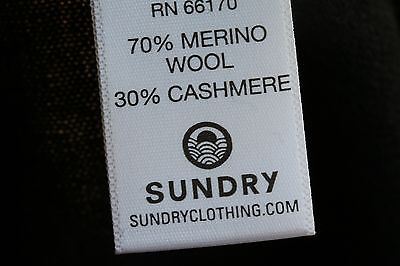 RN 66170
70% MERINO
WOOL
30% CASHMERE
SUNDRY
SUNDRYCLOTHING.COM